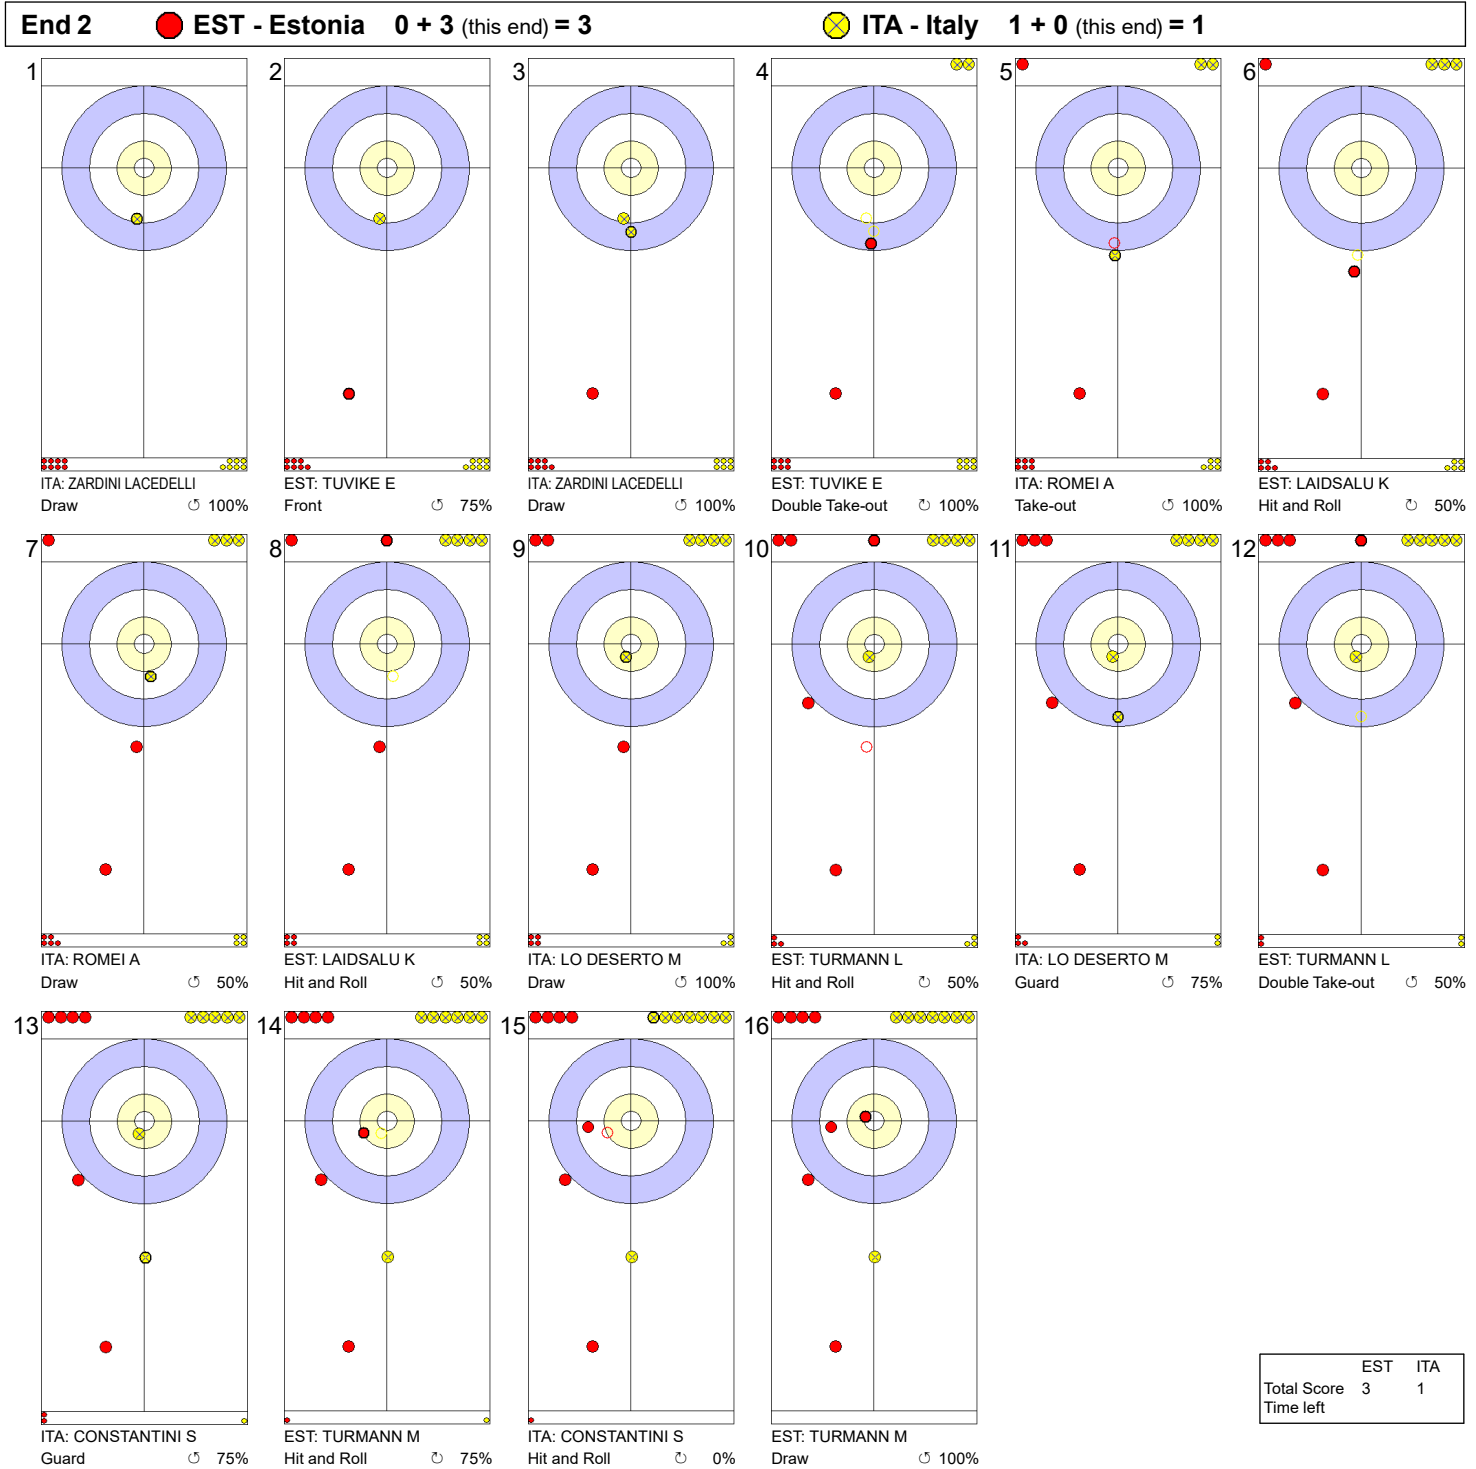 End 2 EST - Estonia 0 + 3 (this end) = 3 ITA - Italy 1 + 0 (this end) = 1
1 2 3 4 5 6
ITA: ZARDINI LACEDELLI EST: TUVIKE E ITA: ZARDINI LACEDELLI EST: TUVIKE E ITA: ROMEI A EST: LAIDSALU K
Draw ↺ 100% Front ↺ 75% Draw ↺ 100% Double Take-out ↻ 100% Take-out ↺ 100% Hit and Roll ↻ 50%
7 8 9 10 11 12
ITA: ROMEI A EST: LAIDSALU K ITA: LO DESERTO M EST: TURMANN L ITA: LO DESERTO M EST: TURMANN L
Draw ↺ 50% Hit and Roll ↺ 50% Draw ↺ 100% Hit and Roll ↻ 50% Guard ↺ 75% Double Take-out ↺ 50%
13 14 15 16
ITA: CONSTANTINI S EST: TURMANN M ITA: CONSTANTINI S EST: TURMANN M
Guard ↺ 75% Hit and Roll ↺ 75% Hit and Roll ↻ 0% Draw ↺ 100%
EST ITA
Total Score 3 1
Time left